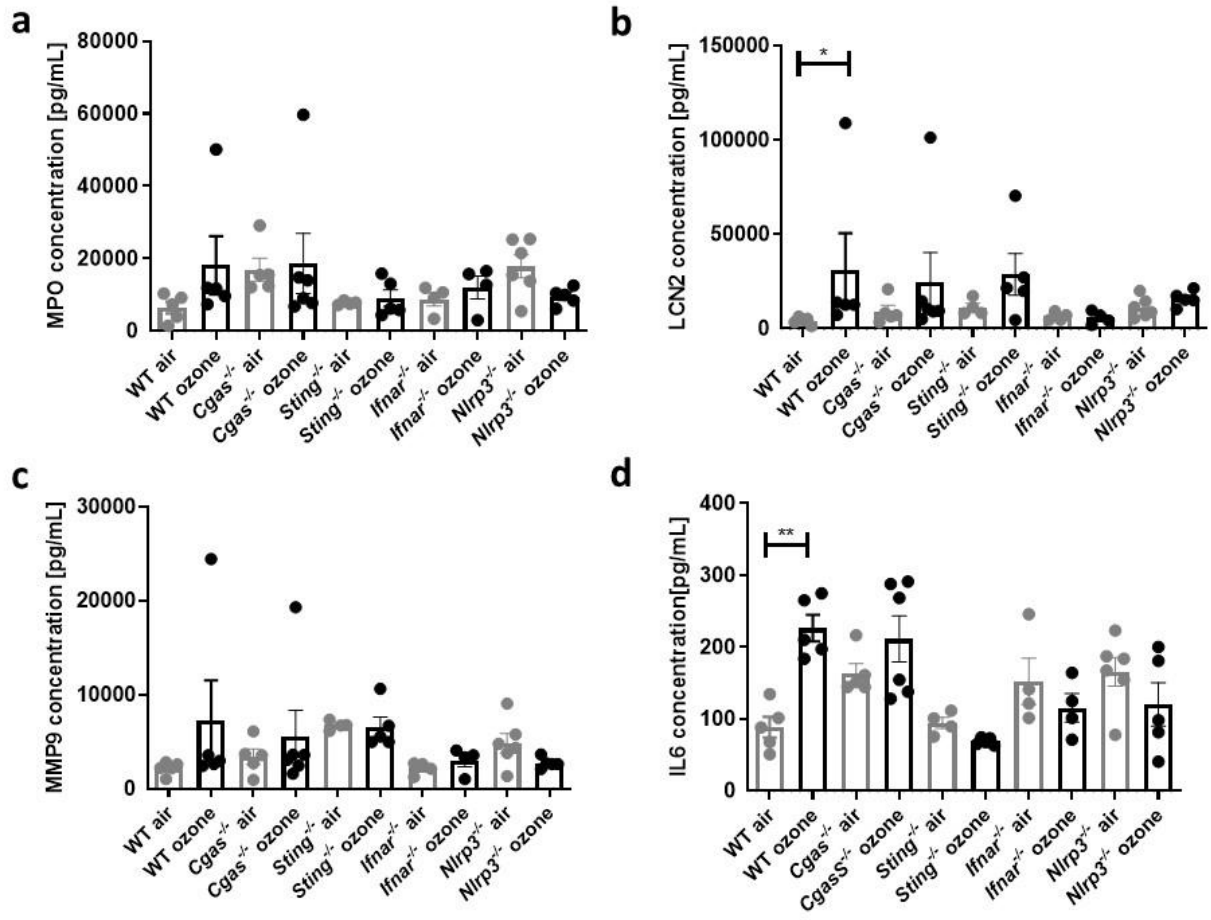 a
MPO concentration [pg/mL]
80000
60000
40000
20000
0
WT air
WT ozone
Cgas-/- air
Cgas-/- ozone
Sting-/- air
Sting-/- ozone
Ifnar-/- air
Ifnar-/- ozone
Nlrp3-/- air
Nlrp3-/- ozone
b
LCN2 concentration [pg/mL]
150000
100000
50000
0
*
WT air
WT ozone
Cgas-/- air
Cgas-/- ozone
Sting-/- air
Sting-/- ozone
Ifnar-/- air
Ifnar-/- ozone
Nlrp3-/- air
Nlrp3-/- ozone
c
MMP9 concentration [pg/mL]
30000
20000
10000
0
WT air
WT ozone
Cgas-/- air
Cgas-/- ozone
Sting-/- air
Sting-/- ozone
Ifnar-/- air
Ifnar-/- ozone
Nlrp3-/- air
Nlrp3-/- ozone
d
IL6 concentration[pg/mL]
400
300
200
100
0
**
WT air
WT ozone
Cgas-/- air
CgasS-/- ozone
Sting-/- air
Sting-/- ozone
Ifnar-/- air
Ifnar-/- ozone
Nlrp3-/- air
Nlrp3-/- ozone